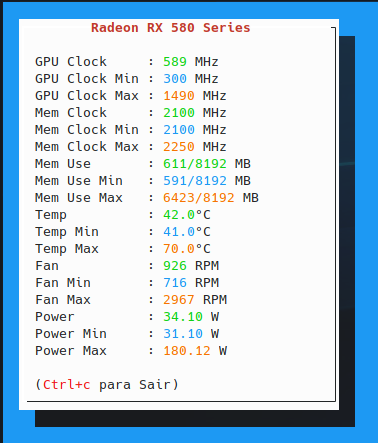 Radeon RX 580 Series
GPU Clock : 589 MHz
GPU Clock Min : 300 MHz
GPU Clock Max : 1490 MHz
Mem Clock : 2100 MHz
Mem Clock Min : 2100 MHz
Mem Clock Max : 2250 MHz
Mem Use : 611/8192 MB
Mem Use Min : 591/8192 MB
Mem Use Max : 6423/8192 MB
Temp : 42.0°C
Temp Min : 41.0°C
Temp Max : 70.0°C
Fan : 926 RPM
Fan Min : 716 RPM
Fan Max : 2967 RPM
Power : 34.10 W
Power Min : 31.10 W
Power Max : 180.12 W
(Ctrl+c para Sair)